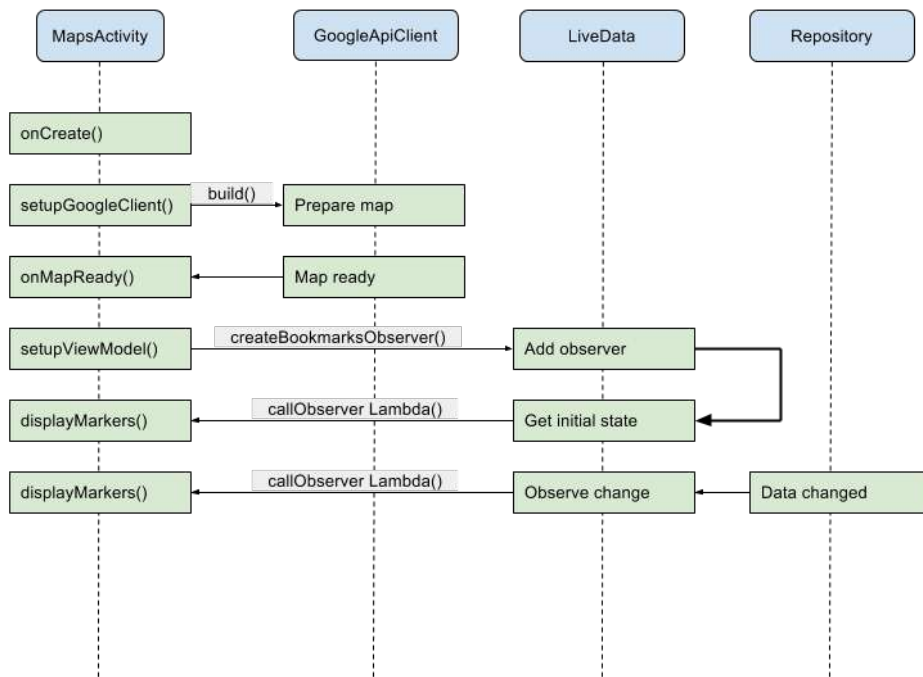 MapsActivity
GoogleApiClient
LiveData
Repository
onCreate()
setupGoogleClient()
build()
Prepare map
onMapReady()
Map ready
setupViewModel()
createBookmarksObserver()
Add observer
displayMarkers()
callObserver Lambda()
Get initial state
displayMarkers()
callObserver Lambda()
Observe change
Data changed